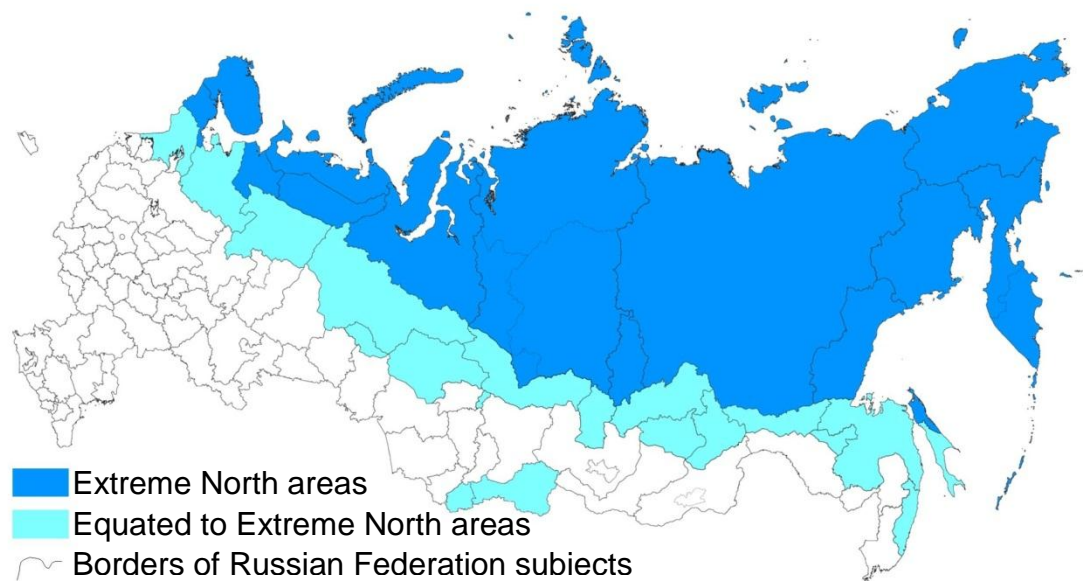 Extreme North areas
Equated to Extreme North areas
Borders of Russian Federation subiects